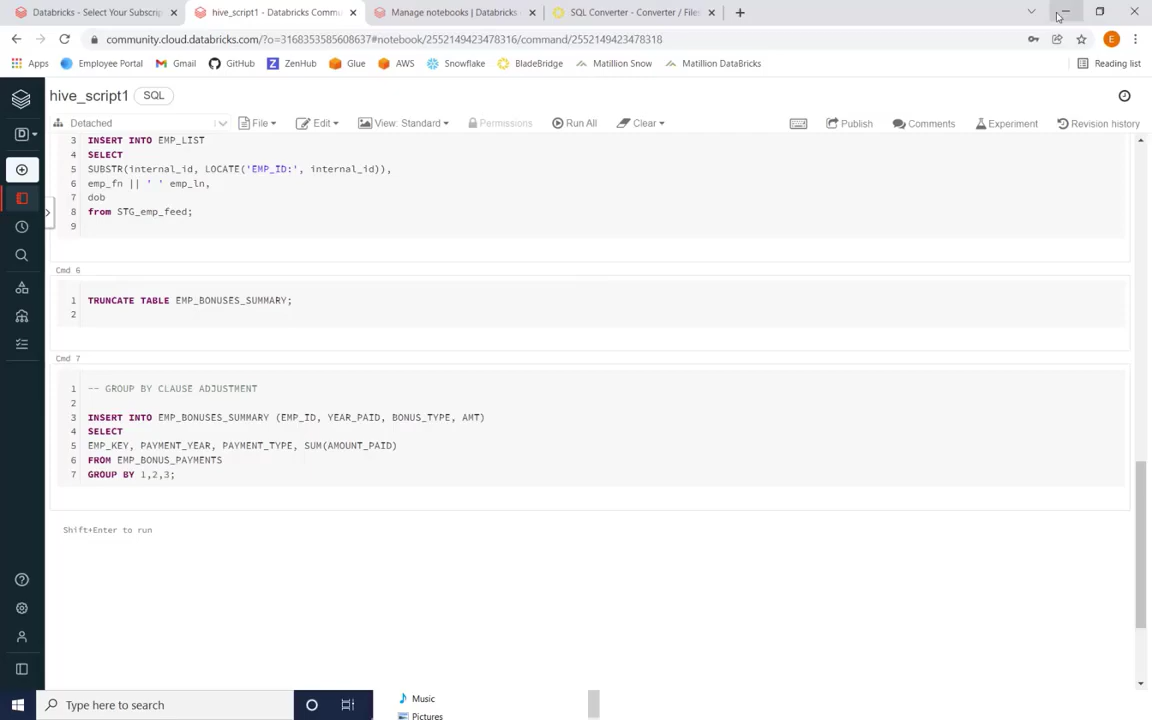 Databricks - Select Your Subscrip
hive_script1 - Databricks Commu
Manage notebooks | Databricks
SQL Converter - Converter / Files
community.cloud.databricks.com/?o=3168353585608637#notebook/2552149423478316/command/2552149423478318
Apps
Employee Portal
Gmail
GitHub
ZenHub
Glue
AWS
Snowflake
BladeBridge
Matillion Snow
Matillion DataBricks
Reading list
hive_script1
SQL
Detached
File
Edit
View: Standard
Permissions
Run All
Clear
Publish
Comments
Experiment
Revision history
3 INSERT INTO EMP_LIST
4 SELECT
5 SUBSTR(internal_id, LOCATE('EMP_ID:', internal_id)),
6 emp_fn || ' ' emp_ln,
7 dob
8 from STG_emp_feed;
9
Cmd 6
1 TRUNCATE TABLE EMP_BONUSES_SUMMARY;
2
Cmd 7
1 -- GROUP BY CLAUSE ADJUSTMENT
2
3 INSERT INTO EMP_BONUSES_SUMMARY (EMP_ID, YEAR_PAID, BONUS_TYPE, AMT)
4 SELECT
5 EMP_KEY, PAYMENT_YEAR, PAYMENT_TYPE, SUM(AMOUNT_PAID)
6 FROM EMP_BONUS_PAYMENTS
7 GROUP BY 1,2,3;
Shift+Enter to run
Type here to search
Music
Pictures